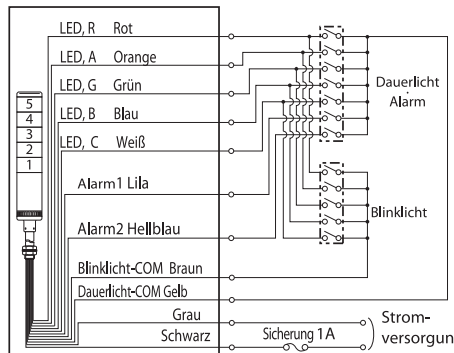 LED, R Rot
LED, A Orange
LED, G Grün
LED, B Blau
LED, C Weiß
Alarm1 Lila
Alarm2 Hellblau
Blinklicht-COM Braun
Dauerlicht-COM Gelb
Grau
Schwarz
5
4
3
2
1
Dauerlicht
·
Alarm
Blinklicht
Sicherung 1A
Strom-
versorgun